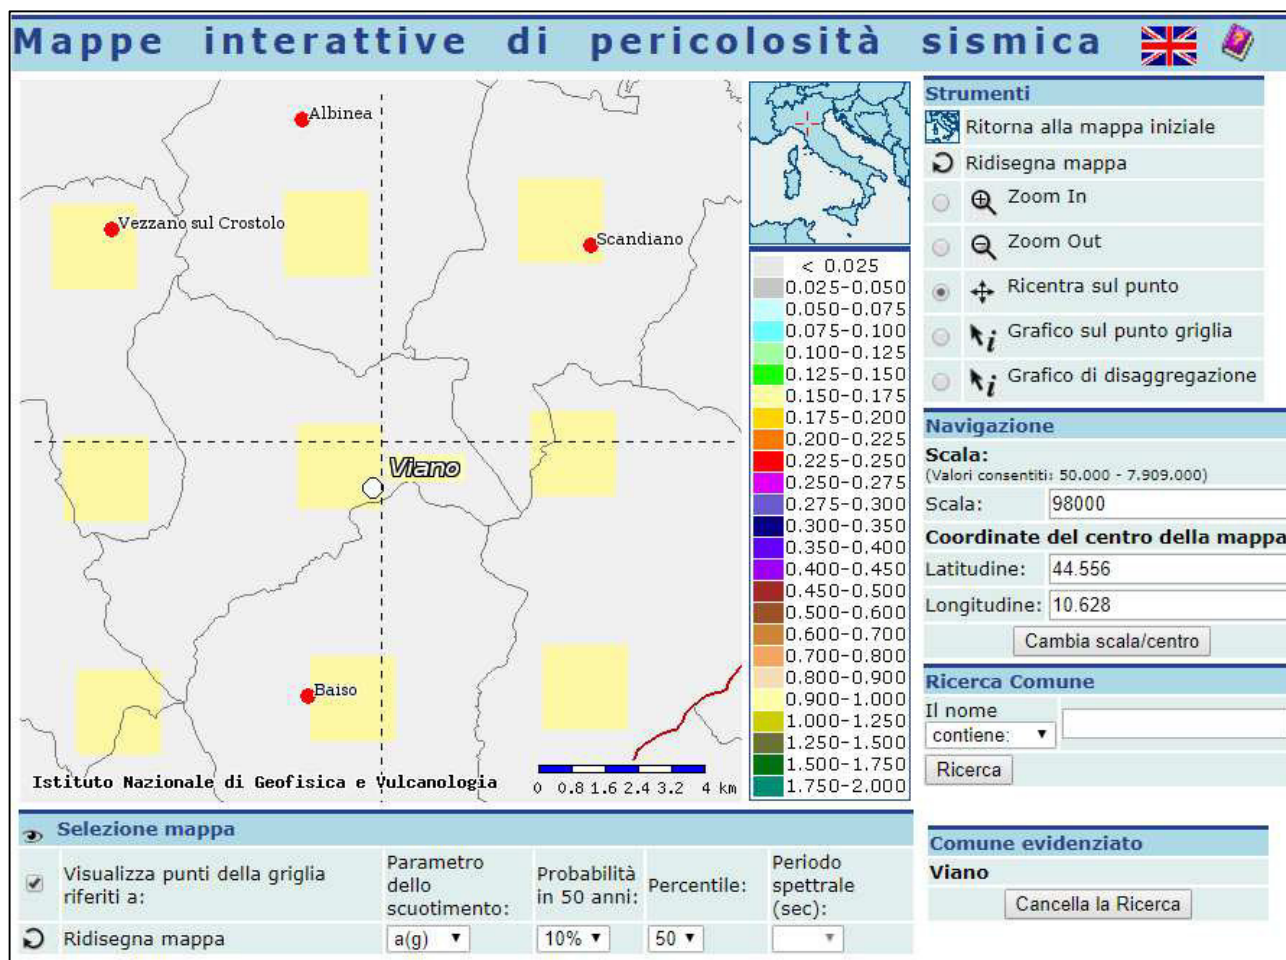 Mappe interattive di pericolosità sismica
Albinea
Vezzano sul Crostolo
Scandiano
Viano
Baiso
Istituto Nazionale di Geofisica e Vulcanologia
0 0.8 1.6 2.4 3.2 4 km
< 0.025
0.025-0.050
0.050-0.075
0.075-0.100
0.100-0.125
0.125-0.150
0.150-0.175
0.175-0.200
0.200-0.225
0.225-0.250
0.250-0.275
0.275-0.300
0.300-0.350
0.350-0.400
0.400-0.450
0.450-0.500
0.500-0.600
0.600-0.700
0.700-0.800
0.800-0.900
0.900-1.000
1.000-1.250
1.250-1.500
1.500-1.750
1.750-2.000
Strumenti
Ritorna alla mappa iniziale
Ridisegna mappa
Zoom In
Zoom Out
Ricentra sul punto
i Grafico sul punto griglia
i Grafico di disaggregazione
Navigazione
Scala:
(Valori consentiti: 50.000 - 7.909.000)
Scala: 98000
Coordinate del centro della mappa
Latitudine: 44.556
Longitudine: 10.628
Cambia scala/centro
Ricerca Comune
Il nome
contiene:
Ricerca
Selezione mappa
Visualizza punti della griglia
riferiti a:
Parametro
dello
scuotimento:
Probabilità
in 50 anni:
Percentile:
Periodo
spettrale
(sec):
Ridisegna mappa
a(g)
10%
50
Comune evidenziato
Viano
Cancella la Ricerca